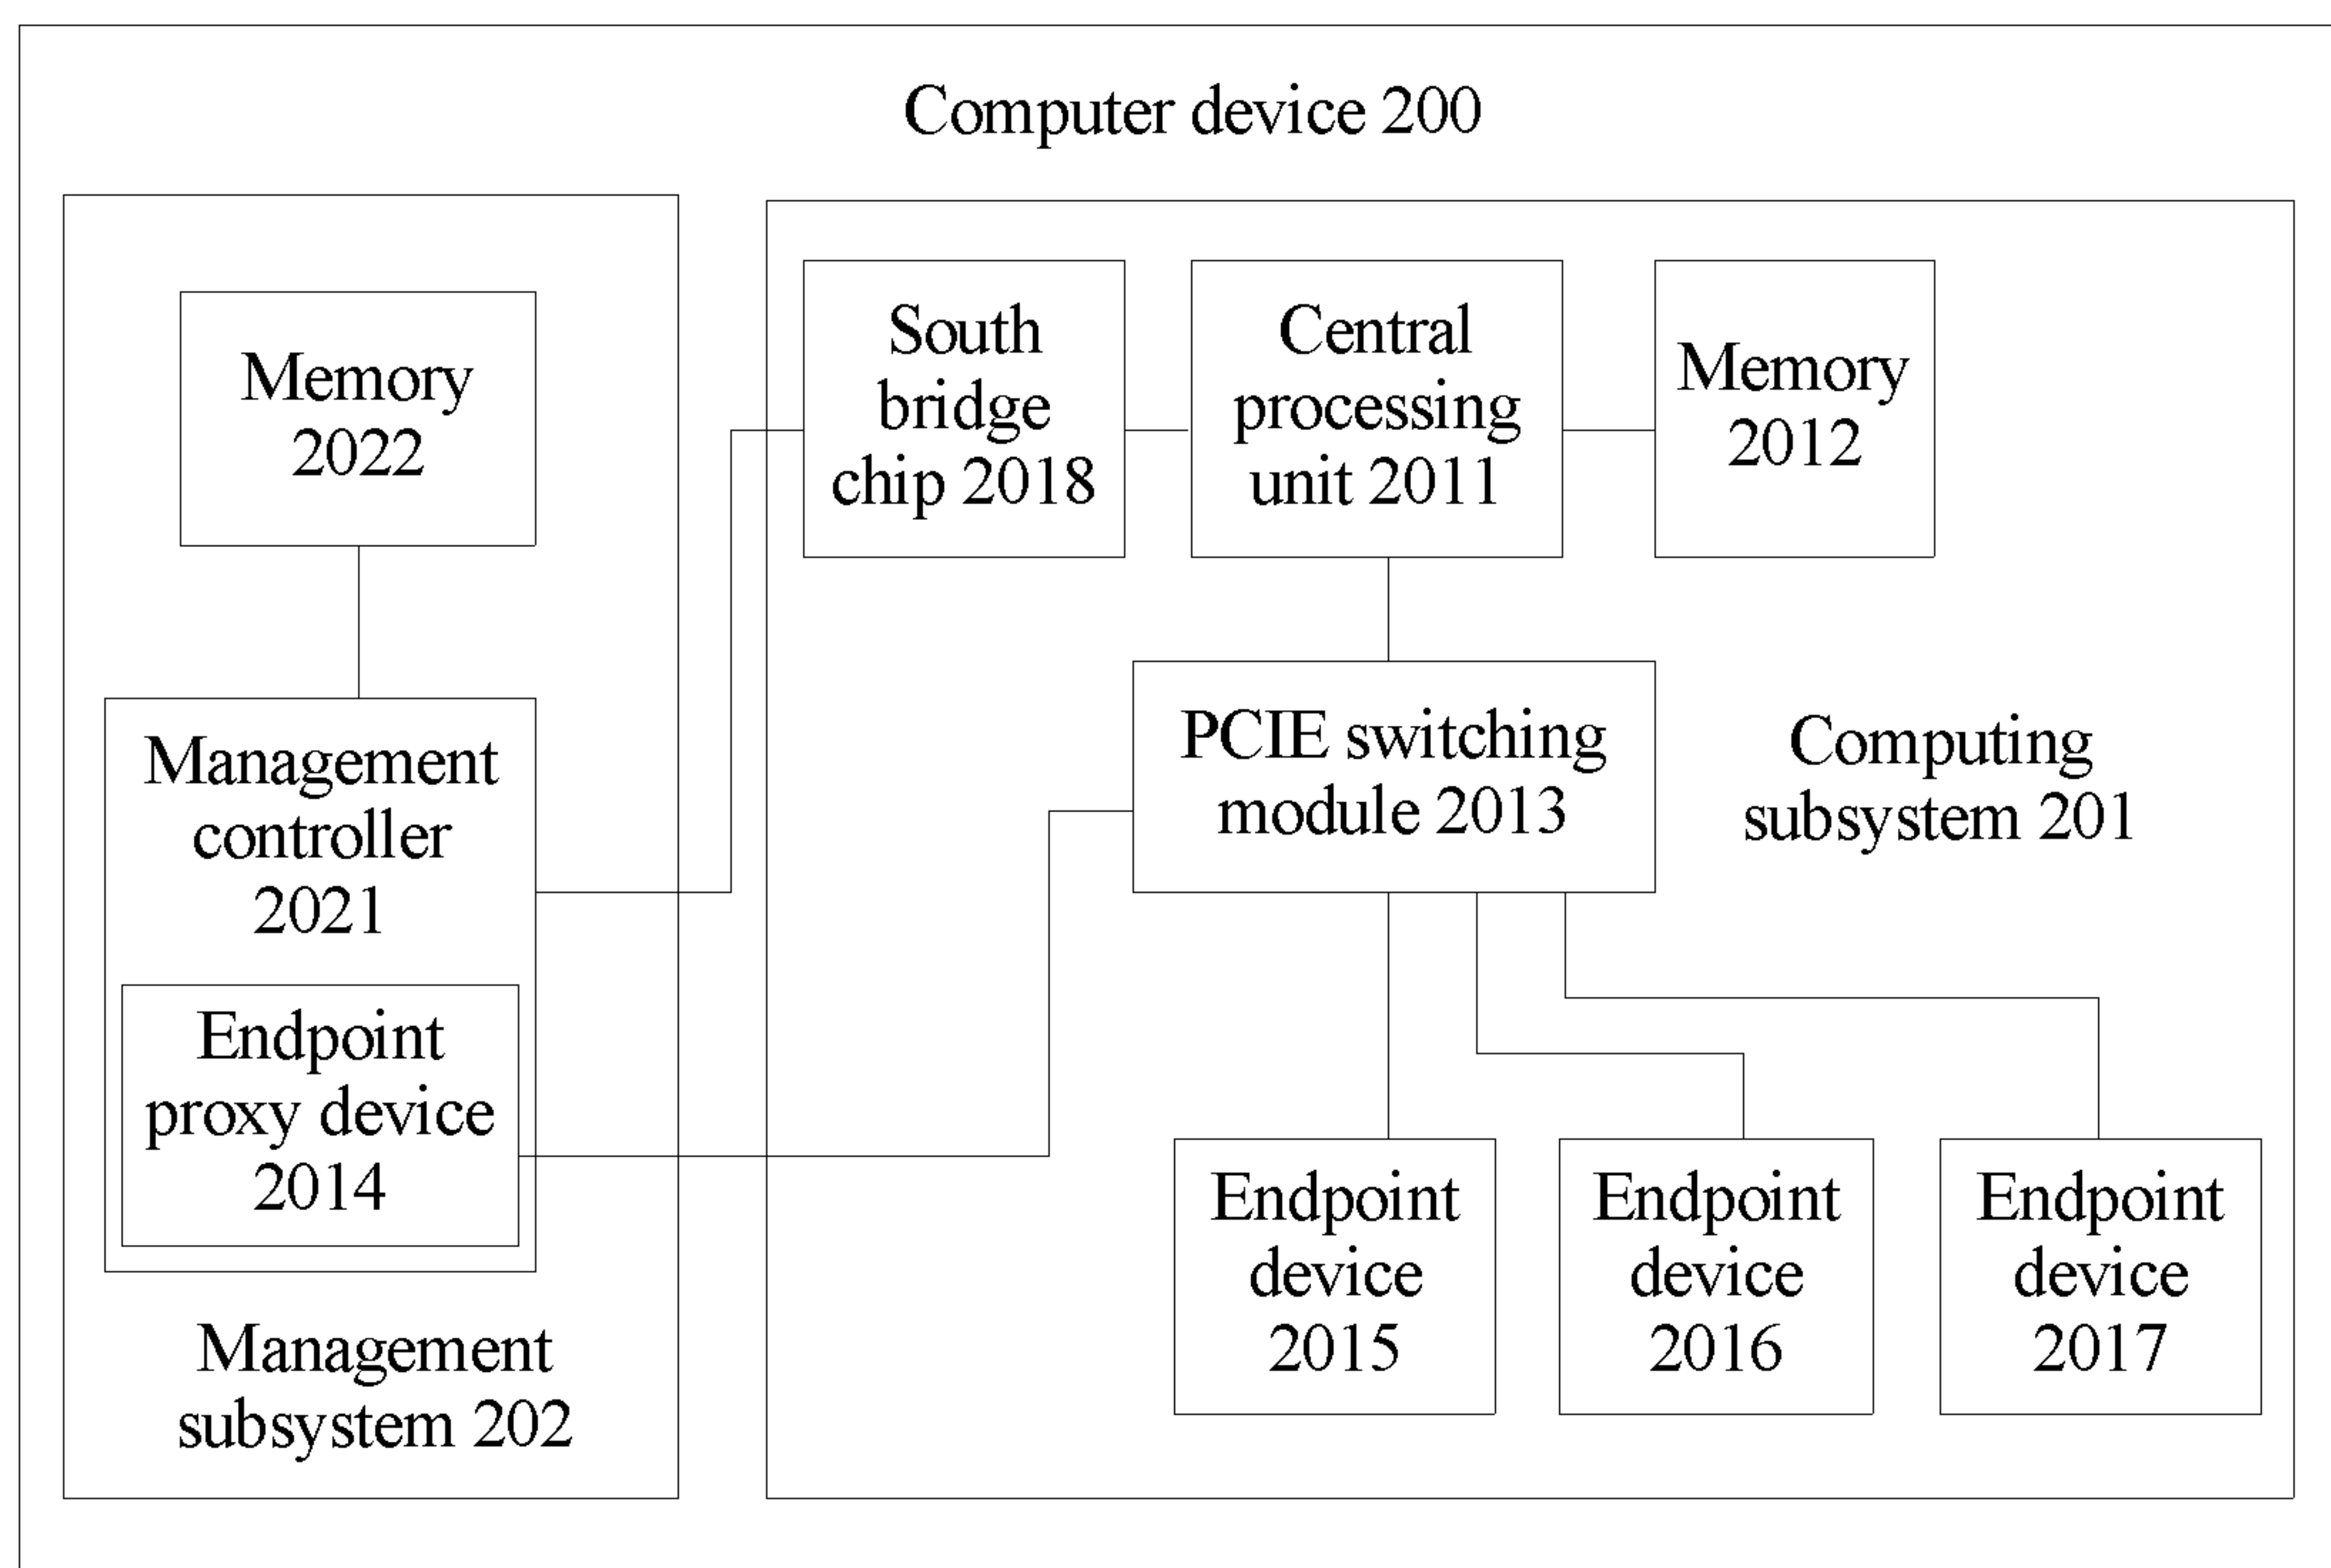 Computer device 200
Memory
2022
Management
controller
2021
Endpoint
proxy device
2014
Management
subsystem 202
South
bridge
chip 2018
Central
processing
unit 2011
Memory
2012
PCIE switching
module 2013
Computing
subsystem 201
Endpoint
device
2015
Endpoint
device
2016
Endpoint
device
2017